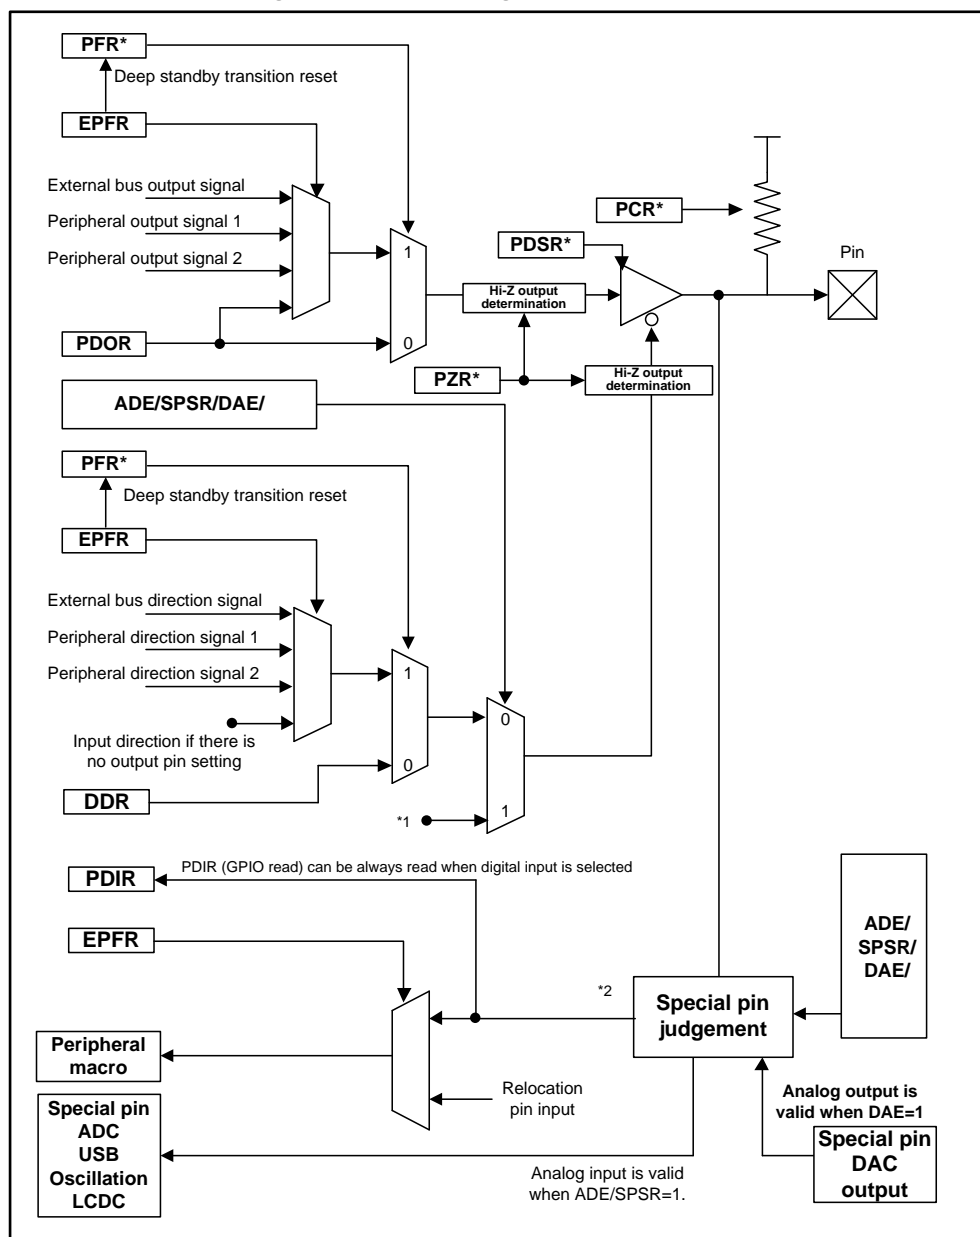 PFR*
Deep standby transition reset
EPFR
External bus output signal
Peripheral output signal 1
Peripheral output signal 2
PDOR
1
0
PCR*
PDSR*
Pin
Hi-Z output
determination
PZR*
Hi-Z output
determination
ADE/SPSR/DAE/
PFR*
Deep standby transition reset
EPFR
External bus direction signal
Peripheral direction signal 1
Peripheral direction signal 2
Input direction if there is
no output pin setting
DDR
1
0
0
1
*1
PDIR (GPIO read) can be always read when digital input is selected
PDIR
EPFR
ADE/
SPSR/
DAE/
*2
Special pin
judgement
Peripheral
macro
Relocation
pin input
Analog output is
valid when DAE=1
Special pin
ADC
USB
Oscillation
LCDC
Analog input is valid
when ADE/SPSR=1.
Special pin
DAC
output